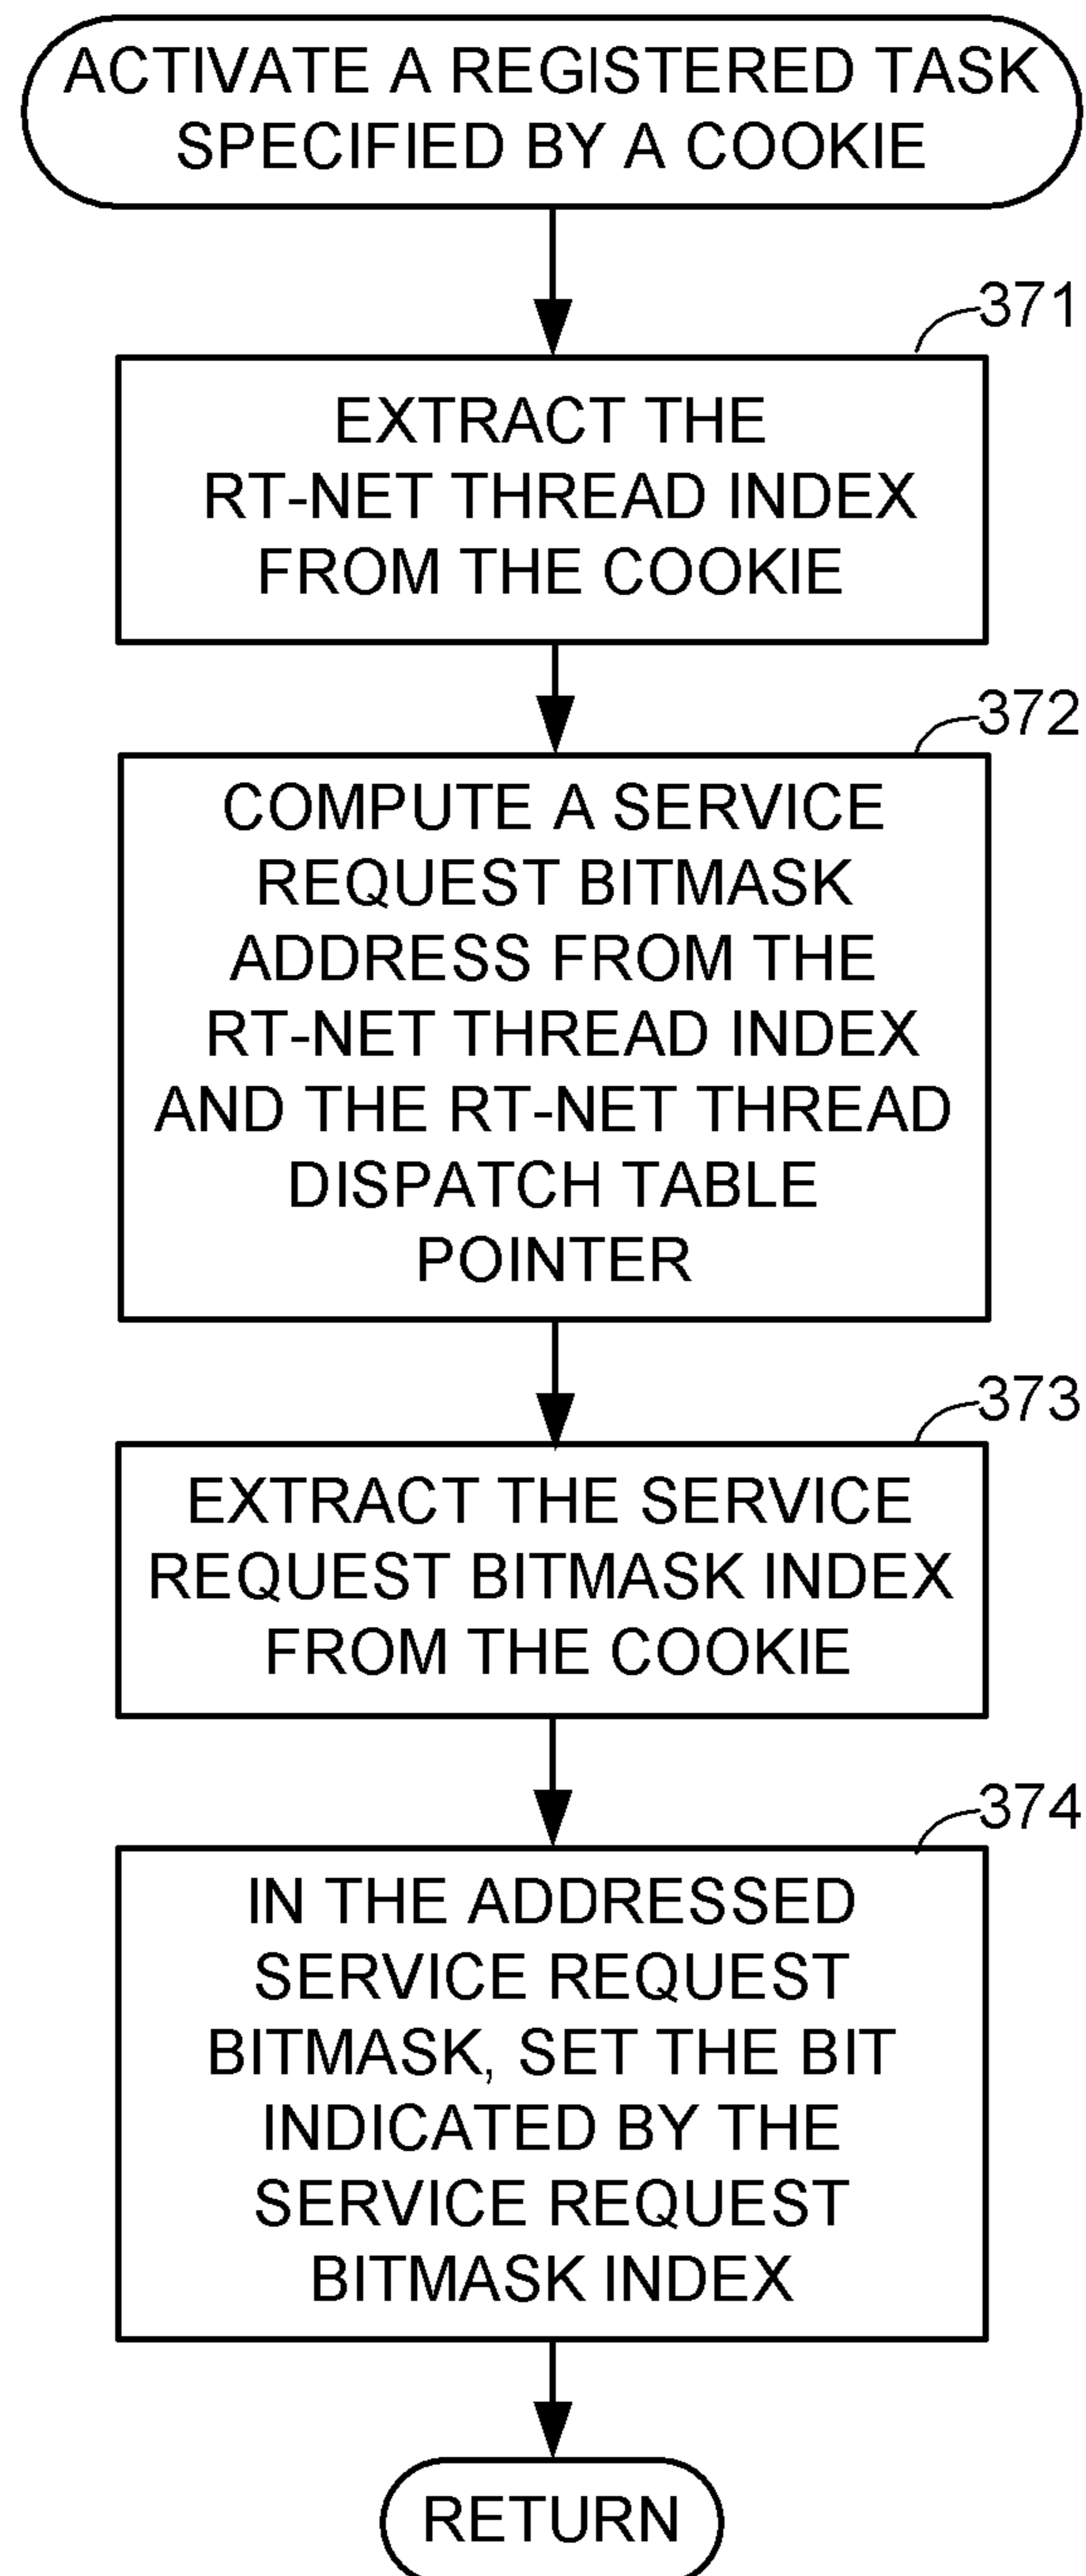 ACTIVATE A REGISTERED TASK
SPECIFIED BY A COOKIE
371
EXTRACT THE
RT-NET THREAD INDEX
FROM THE COOKIE
372
COMPUTE A SERVICE
REQUEST BITMASK
ADDRESS FROM THE
RT-NET THREAD INDEX
AND THE RT-NET THREAD
DISPATCH TABLE
POINTER
373
EXTRACT THE SERVICE
REQUEST BITMASK INDEX
FROM THE COOKIE
374
IN THE ADDRESSED
SERVICE REQUEST
BITMASK, SET THE BIT
INDICATED BY THE
SERVICE REQUEST
BITMASK INDEX
RETURN